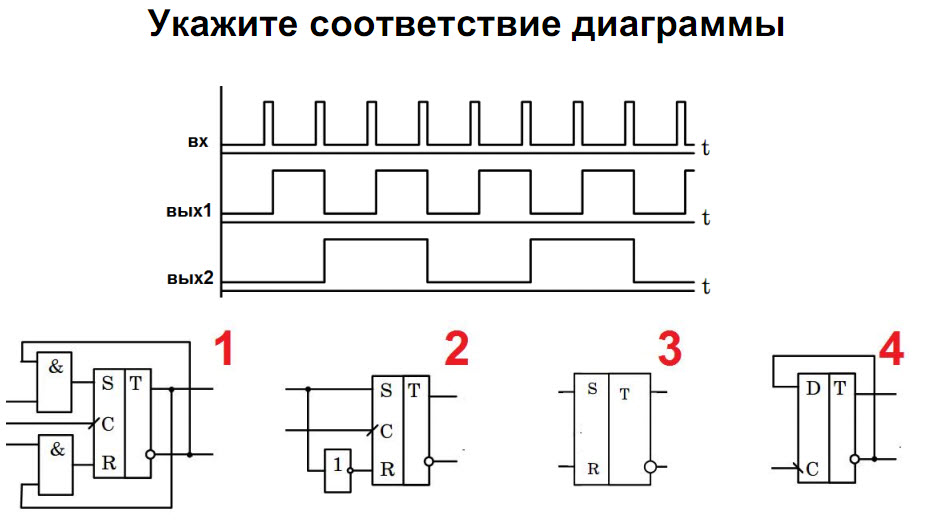 Укажите соответствие диаграммы
вх
t
вых1
t
вых2
t
1
2
3
4
&
S T
C
&
R
S T
C
1
R
S
T
R
D T
C